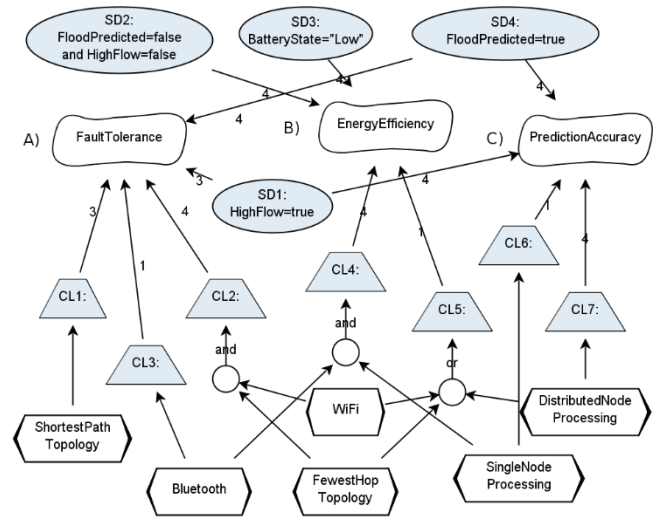 SD2:
FloodPredicted=false
and HighFlow=false
SD3:
BatteryState="Low"
SD4:
FloodPredicted=true
4
4
4
4
A)
FaultTolerance
B)
EnergyEfficiency
C)
PredictionAccuracy
3
SD1:
HighFlow=true
4
3
1
4
4
1
1
4
CL1:
CL3:
CL2:
CL4:
CL5:
CL6:
CL7:
and
and
or
ShortestPath
Topology
Bluetooth
WiFi
FewestHop
Topology
SingleNode
Processing
DistributedNode
Processing